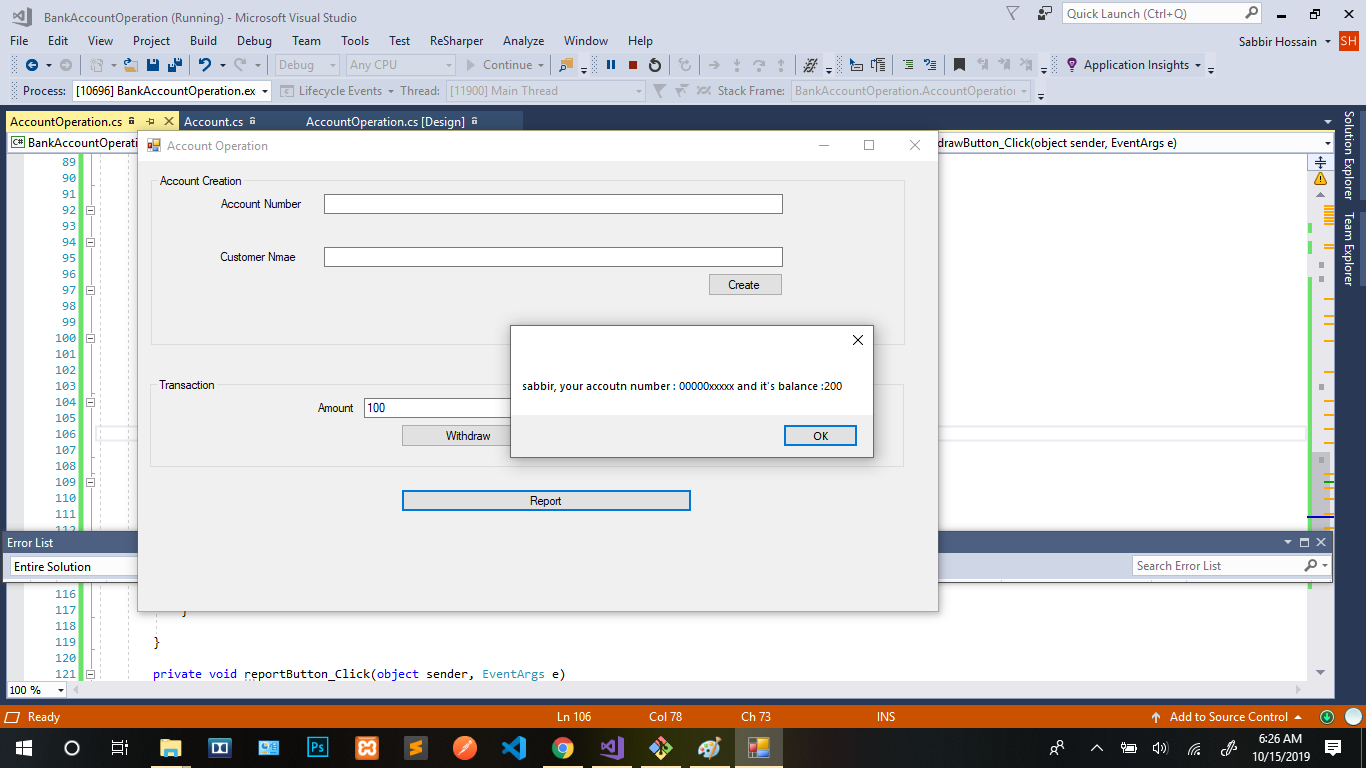 BankAccountOperation (Running) - Microsoft Visual Studio
Quick Launch (Ctrl+Q)
File Edit View Project Build Debug Team Tools Test ReSharper Analyze Window Help
Sabbir Hossain SH
Debug Any CPU Continue Application Insights
Process: [10696] BankAccountOperation.ex Lifecycle Events Thread: [11900] Main Thread Stack Frame: BankAccountOperation.AccountOperation
AccountOperation.cs Account.cs AccountOperation.cs [Design]
C# BankAccountOperati
drawButton_Click(object sender, EventArgs e)
Account Operation
Account Creation
Account Number
Customer Nmae
Create
sabbir, your accoutn number : 00000xxxxx and it's balance :200
OK
Transaction
Amount 100
Withdraw
Report
89
90
91
92
93
94
95
96
97
98
99
100
101
102
103
104
105
106
107
108
109
110
111
112
Error List
Entire Solution
Search Error List
116
117 }
118
119 }
120
121 private void reportButton_Click(object sender, EventArgs e)
100 %
Solution Explorer
Team Explorer
Ready Ln 106 Col 78 Ch 73 INS Add to Source Control
Ps
6:26 AM
10/15/2019